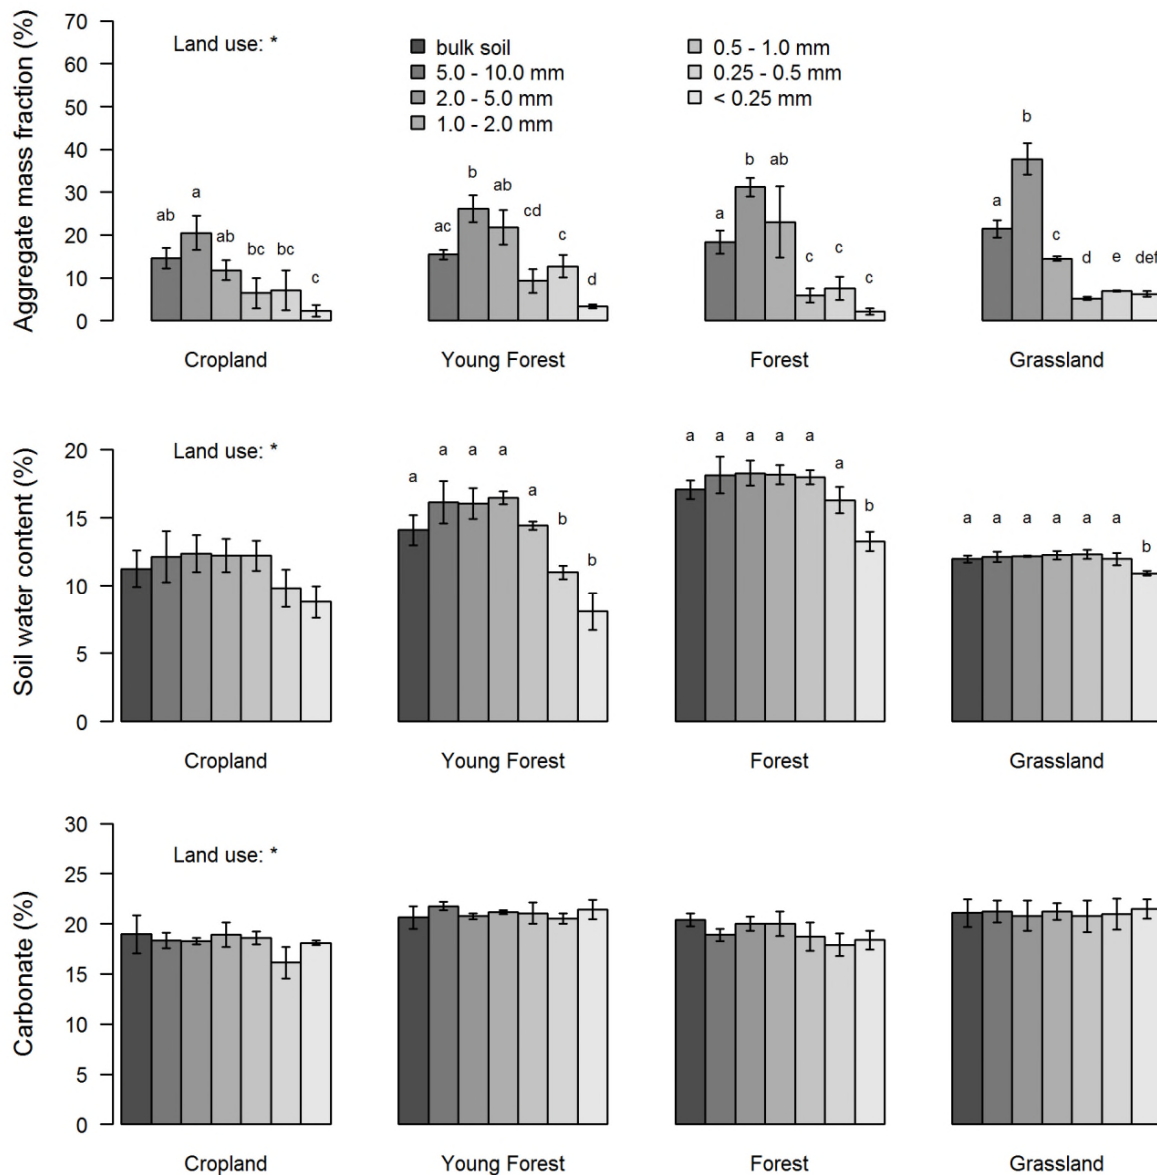 Aggregate mass fraction (%)
70
60
50
40
30
20
10
0
Land use: *
bulk soil
5.0 - 10.0 mm
2.0 - 5.0 mm
1.0 - 2.0 mm
0.5 - 1.0 mm
0.25 - 0.5 mm
< 0.25 mm
ab a ab bc bc c
ac b ab cd c d
a b ab c c c
a b c d e def
Cropland Young Forest Forest Grassland
Soil water content (%)
20
15
10
5
0
Land use: *
a a a a a b b
a a a a a a b
a a a a a a b
Cropland Young Forest Forest Grassland
Carbonate (%)
30
25
20
15
10
5
0
Land use: *
Cropland Young Forest Forest Grassland